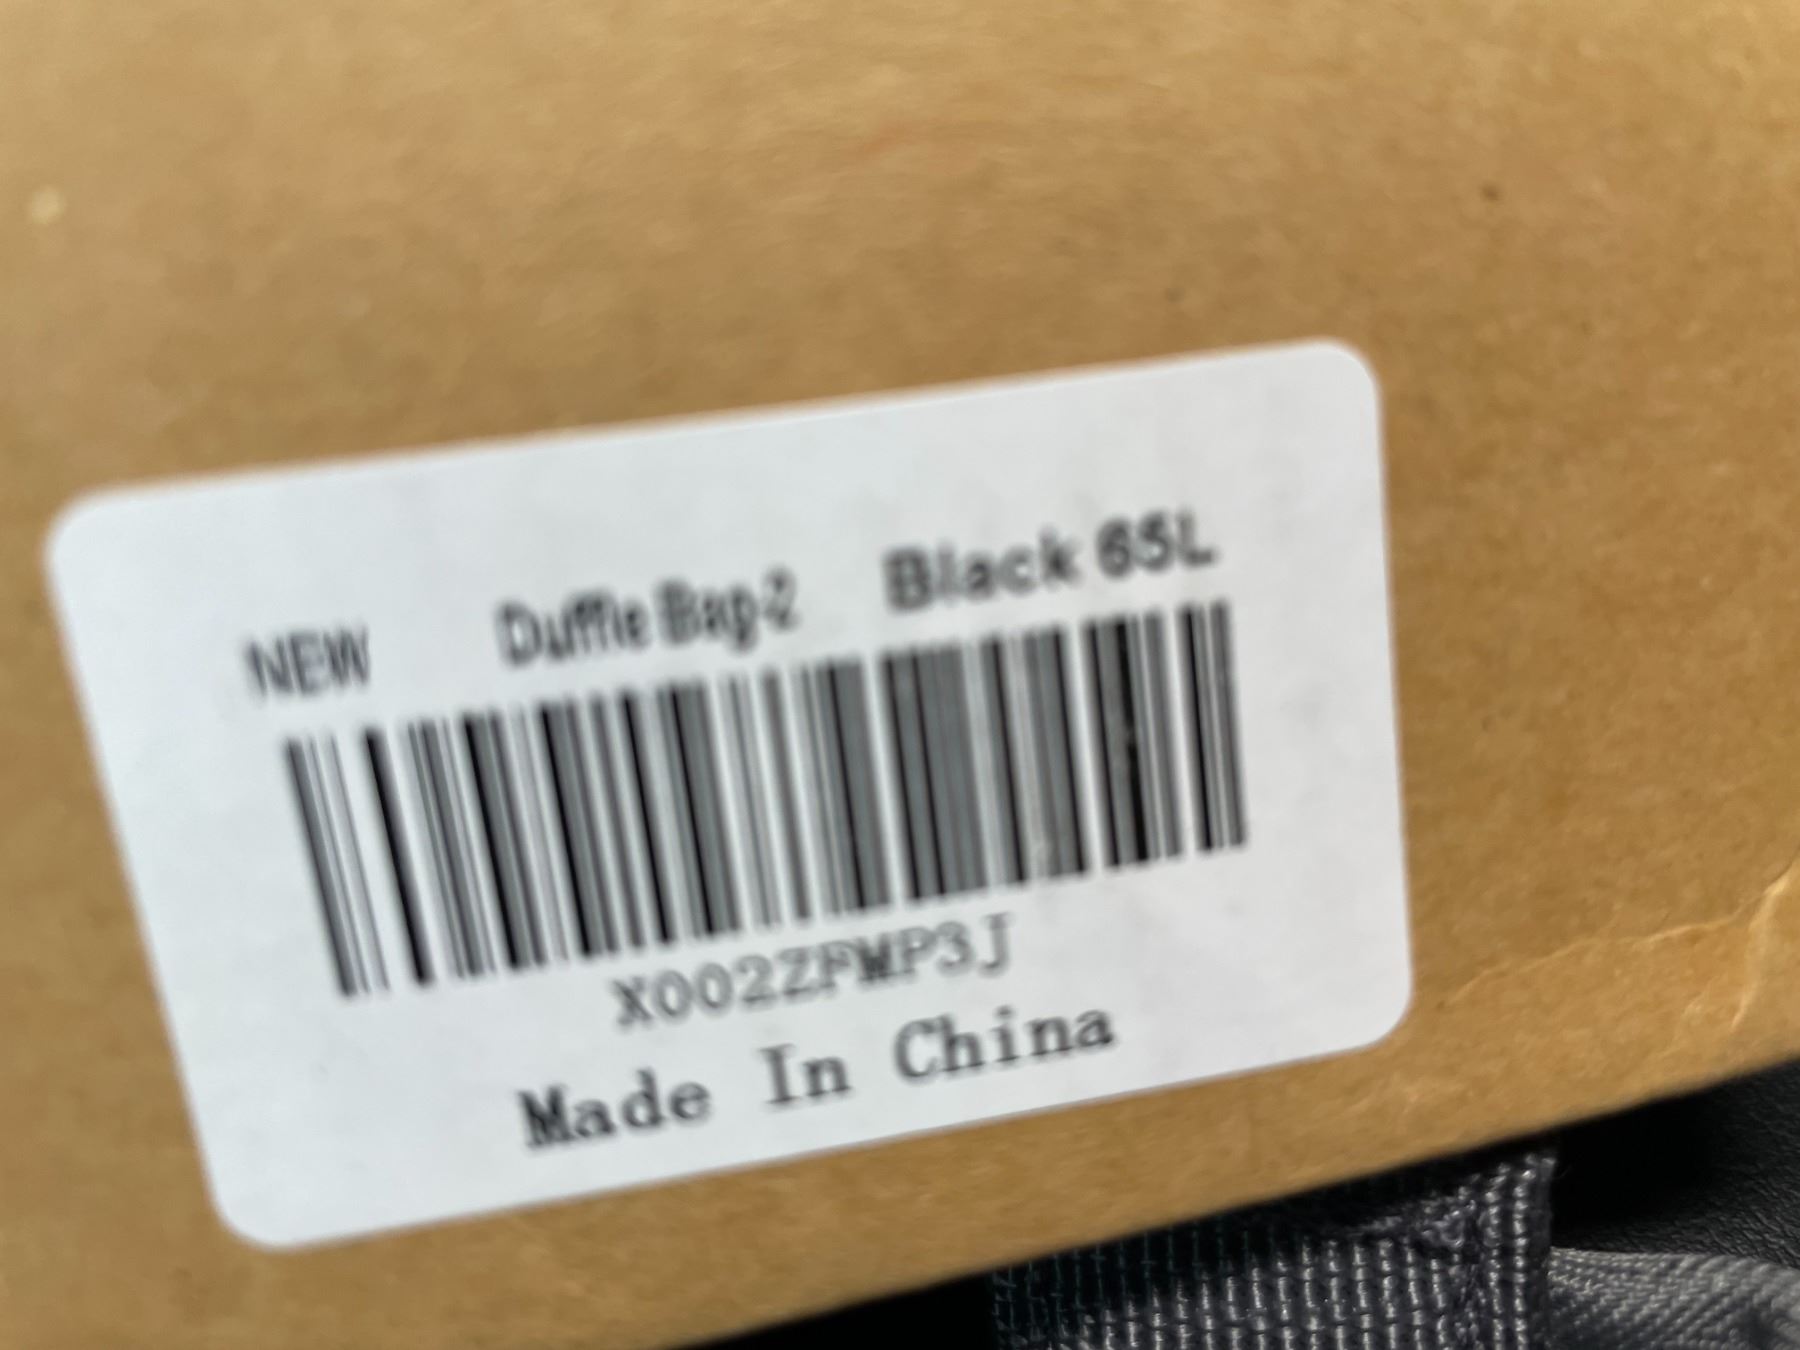 NEW Duffle Bag-2 Black 65L
X002ZFMP3J
Made In China